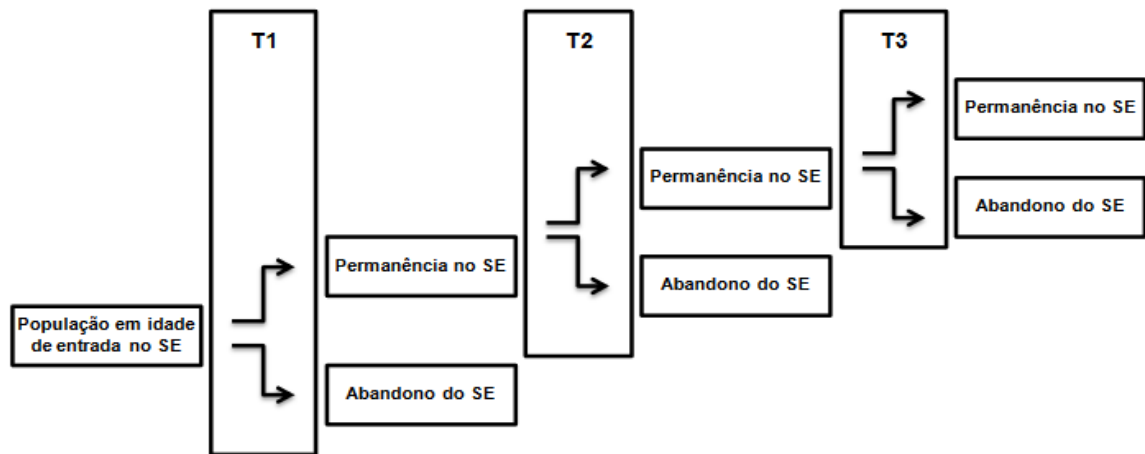 T1
T2
T3
Permanência no SE
Abandono do SE
Permanência no SE
Abandono do SE
Permanência no SE
Abandono do SE
População em idade
de entrada no SE